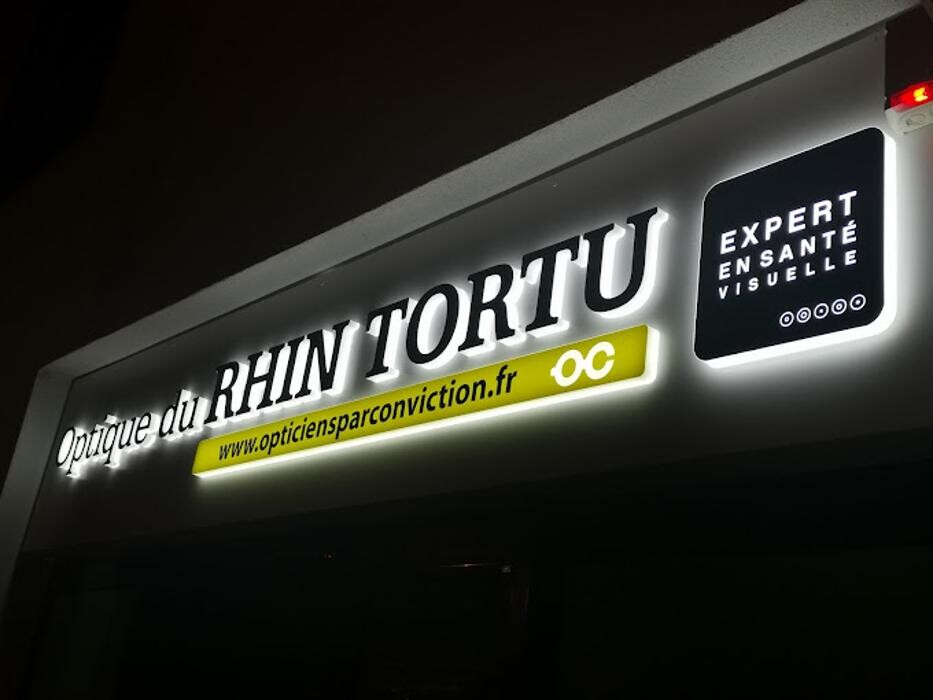 Optique du RHIN TORTU
www.opticiensparconviction.fr OC
EXPERT
EN SANTÉ
VISUELLE